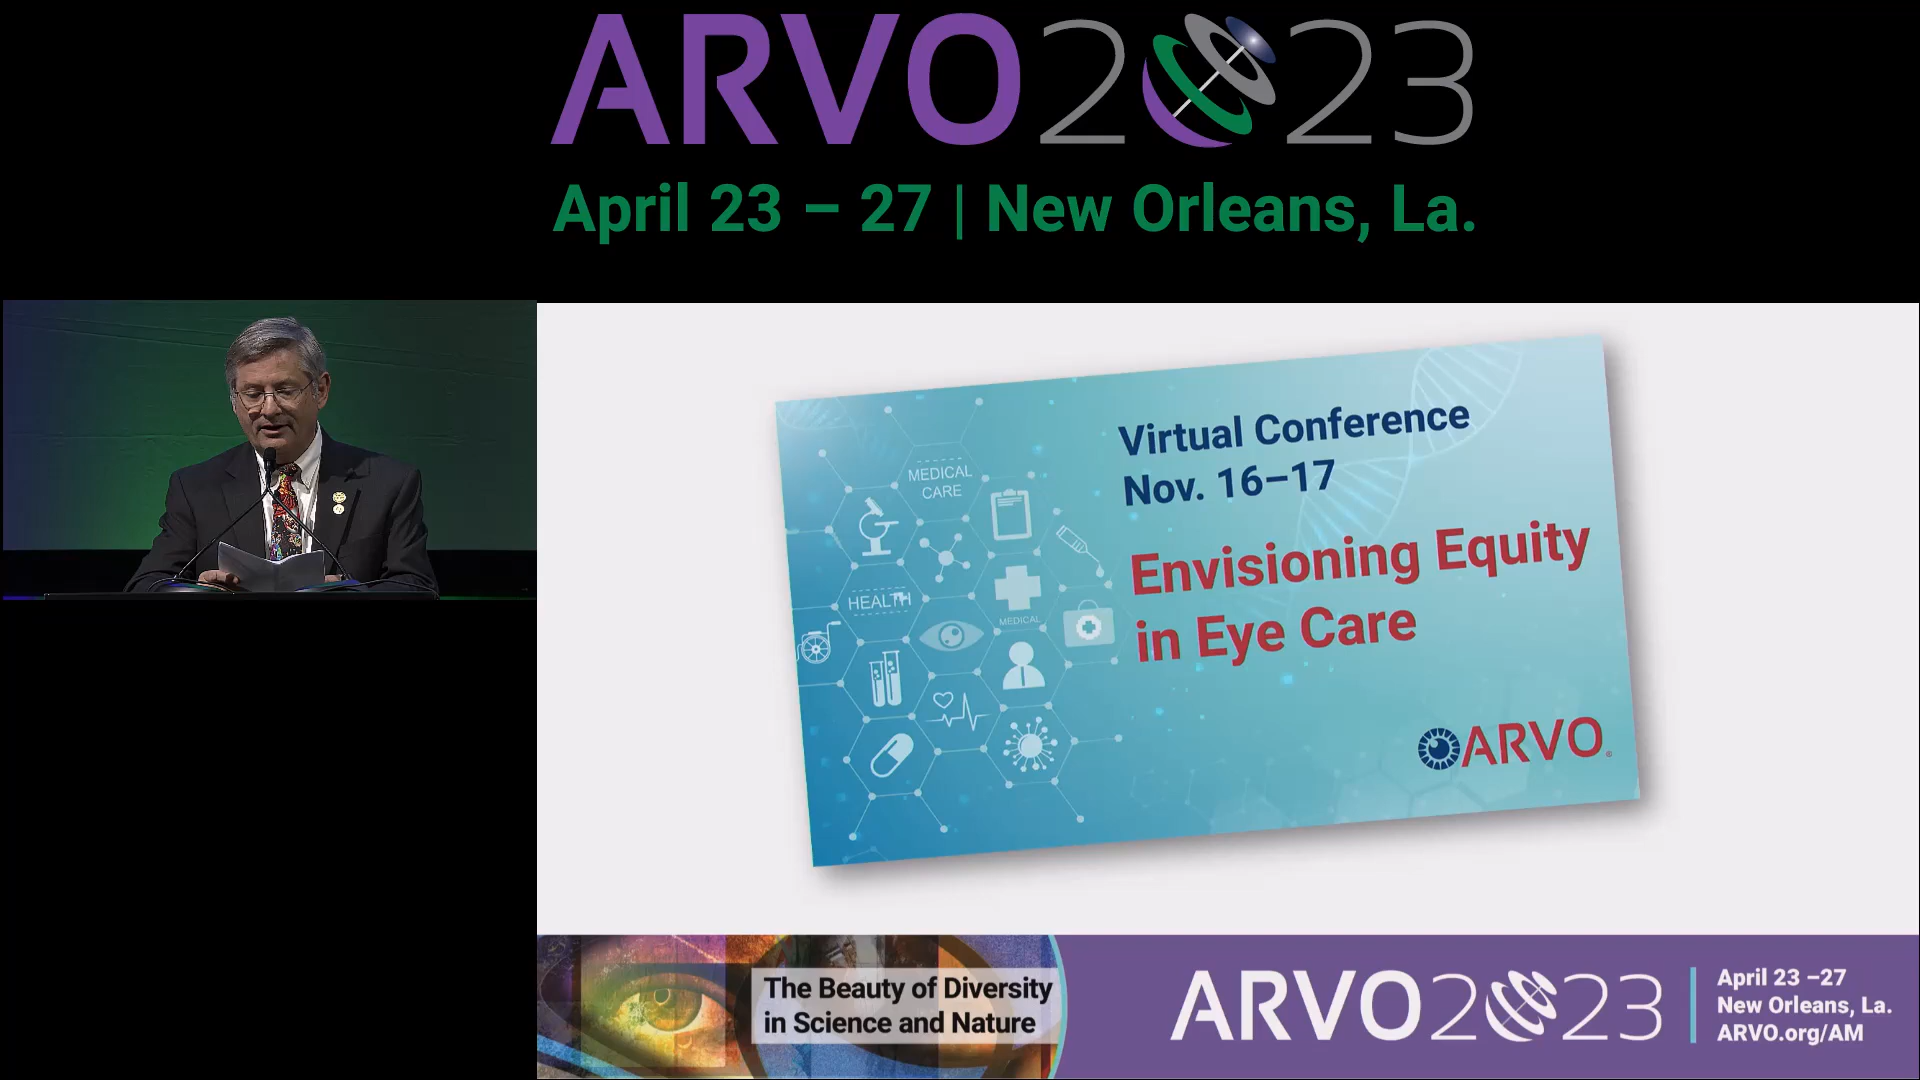 ARVO2023
April 23 – 27 | New Orleans, La.
Virtual Conference
Nov. 16–17
Envisioning Equity
in Eye Care
MEDICAL
CARE
HEALTH
MEDICAL
ARVO
The Beauty of Diversity
in Science and Nature
ARVO2023
April 23 –27
New Orleans, La.
ARVO.org/AM